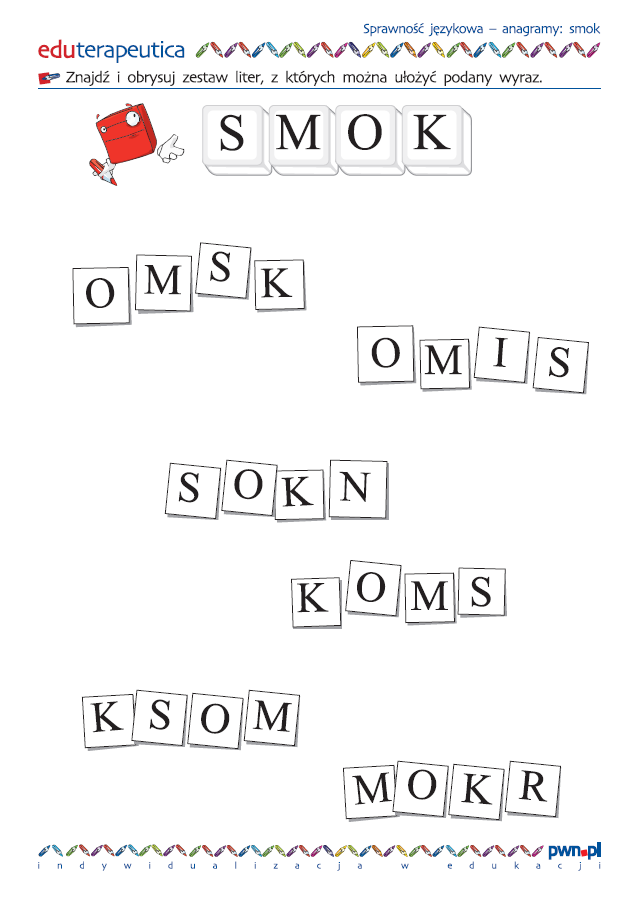 Sprawność językowa – anagramy: smok
eduterapeutica
Znajdź i obrysuj zestaw liter, z których można ułożyć podany wyraz.
S M O K
O M S K
O M I S
S O K N
K O M S
K S O M
M O K R
pwn.pl
i n d y w i d u a l i z a c j a w e d u k a c j i